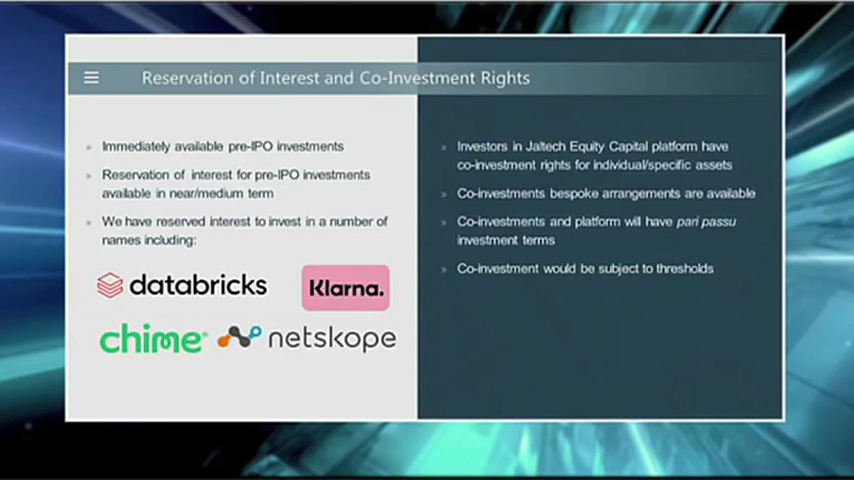 Reservation of Interest and Co-Investment Rights
Immediately available pre-IPO investments
Reservation of interest for pre-IPO investments
available in near/medium term
We have reserved interest to invest in a number of
names including:
databricks
Klarna.
chime
netskope
Investors in Jaltech Equity Capital platform have
co-investment rights for individual/specific assets
Co-investments bespoke arrangements are available
Co-investments and platform will have pari passu
investment terms
Co-investment would be subject to thresholds